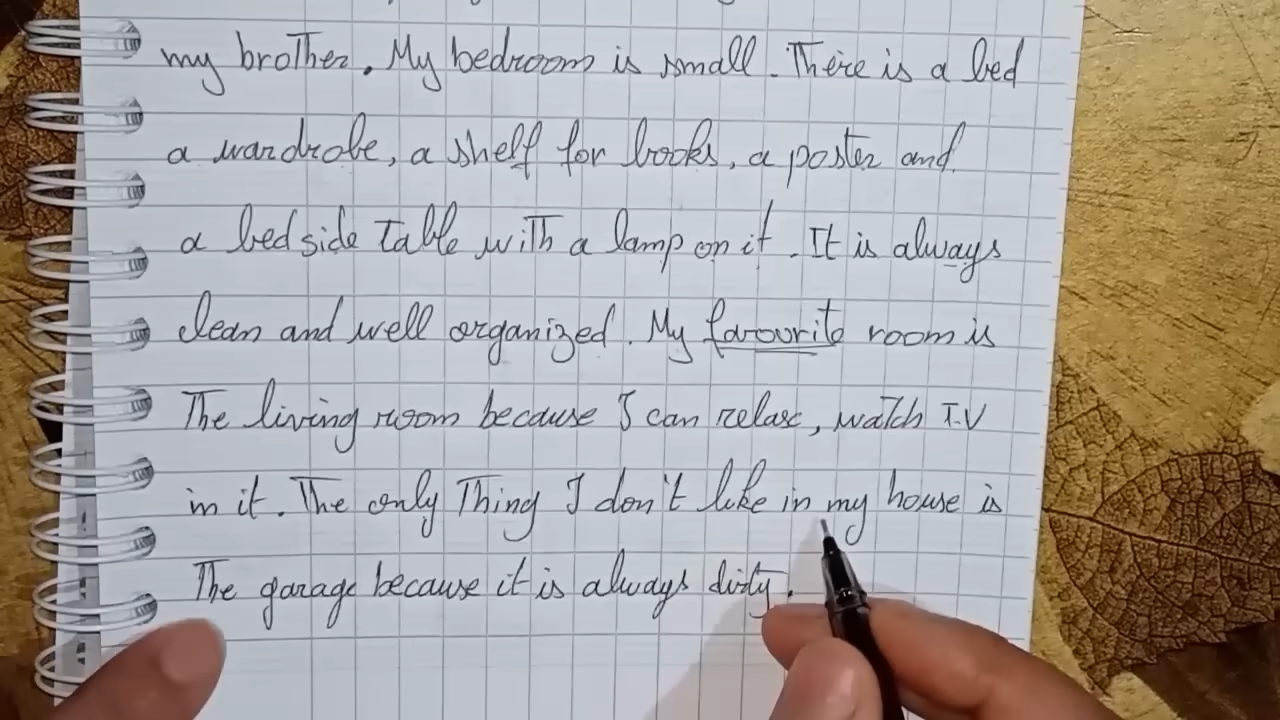 my brother. My bedroom is small. There is a bed
a wardrobe, a shelf for books, a poster and
a bed side table with a lamp on it. It is always
clean and well organized. My favourite room is
The living room because I can relax, watch T.V
in it. The only Thing I don't like in my house is
The garage because it is always dirty.